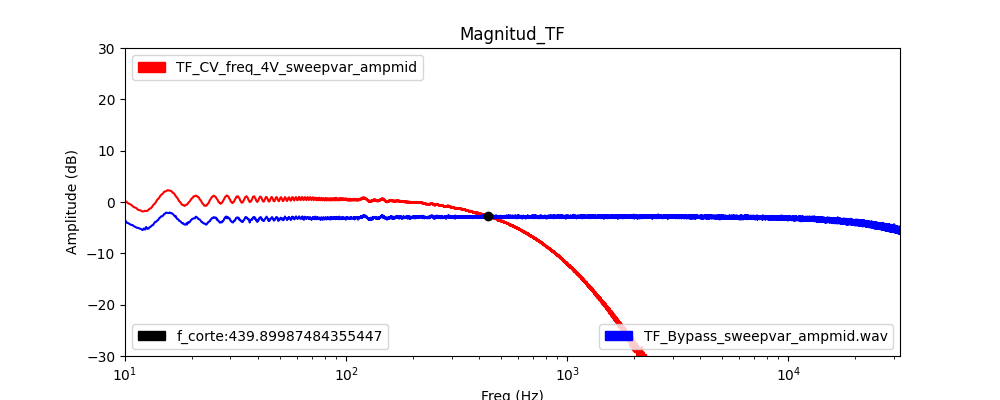 Magnitud_TF
30
TF_CV_freq_4V_sweepvar_ampmid
20
10
0
−10
−20
−30
Amplitude (dB)
f_corte:439.89987484355447
TF_Bypass_sweepvar_ampmid.wav
10^1
10^2
10^3
10^4
Freq (Hz)